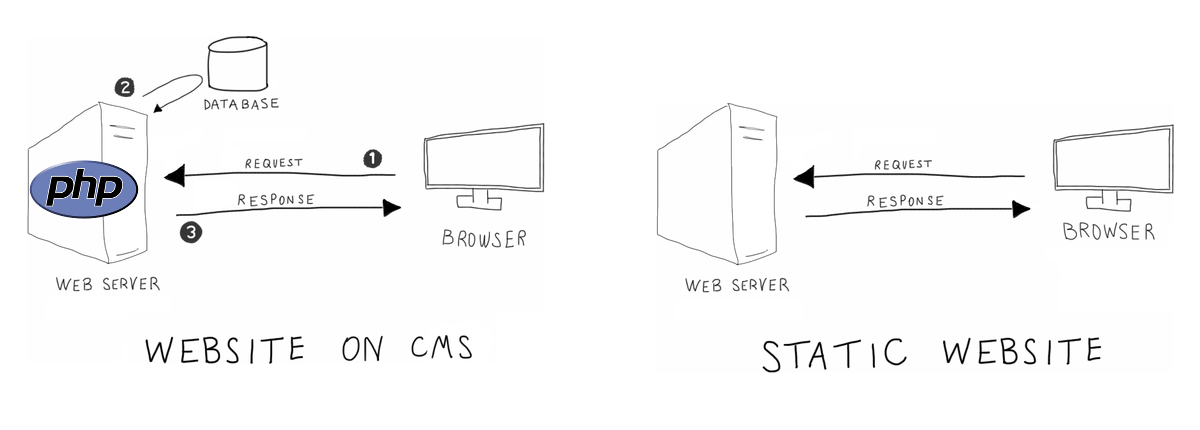 2
DATABASE
REQUEST
1
php
RESPONSE
3
BROWSER
WEB SERVER
WEBSITE ON CMS
REQUEST
RESPONSE
BROWSER
WEB SERVER
STATIC WEBSITE